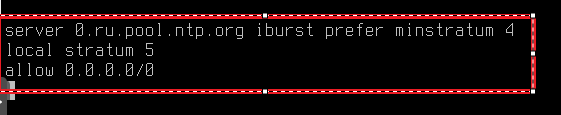 server 0.ru.pool.ntp.org iburst prefer minstratum 4
local stratum 5
allow 0.0.0.0/0